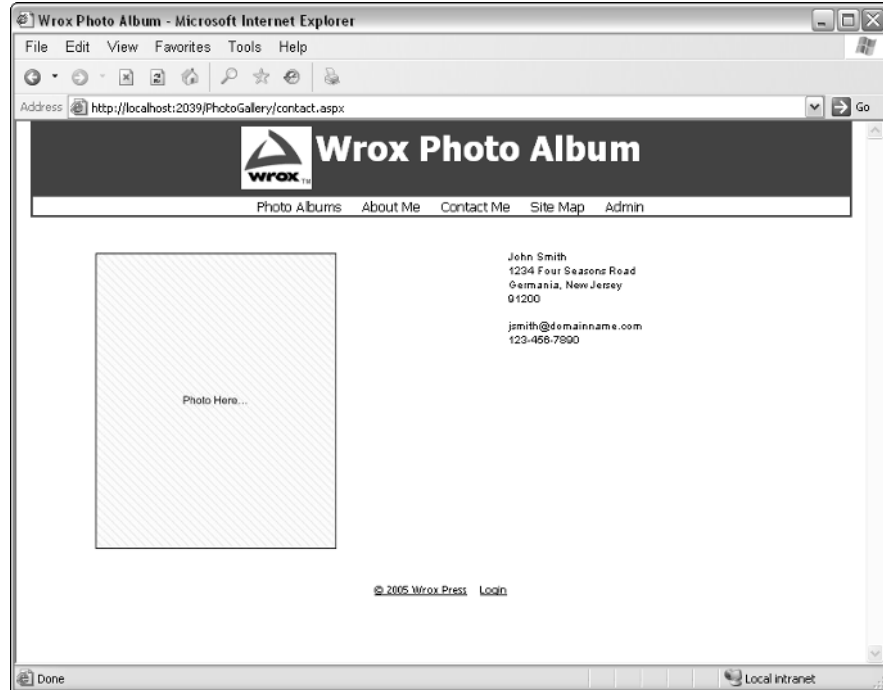 Wrox Photo Album - Microsoft Internet Explorer
File Edit View Favorites Tools Help
Address http://localhost:2039/PhotoGallery/contact.aspx Go
wrox TM
Wrox Photo Album
Photo Albums About Me Contact Me Site Map Admin
John Smith
1234 Four Seasons Road
Germania, New Jersey
91200
jsmith@domainname.com
123-456-7890
Photo Here...
© 2005 Wrox Press Login
Done Local intranet